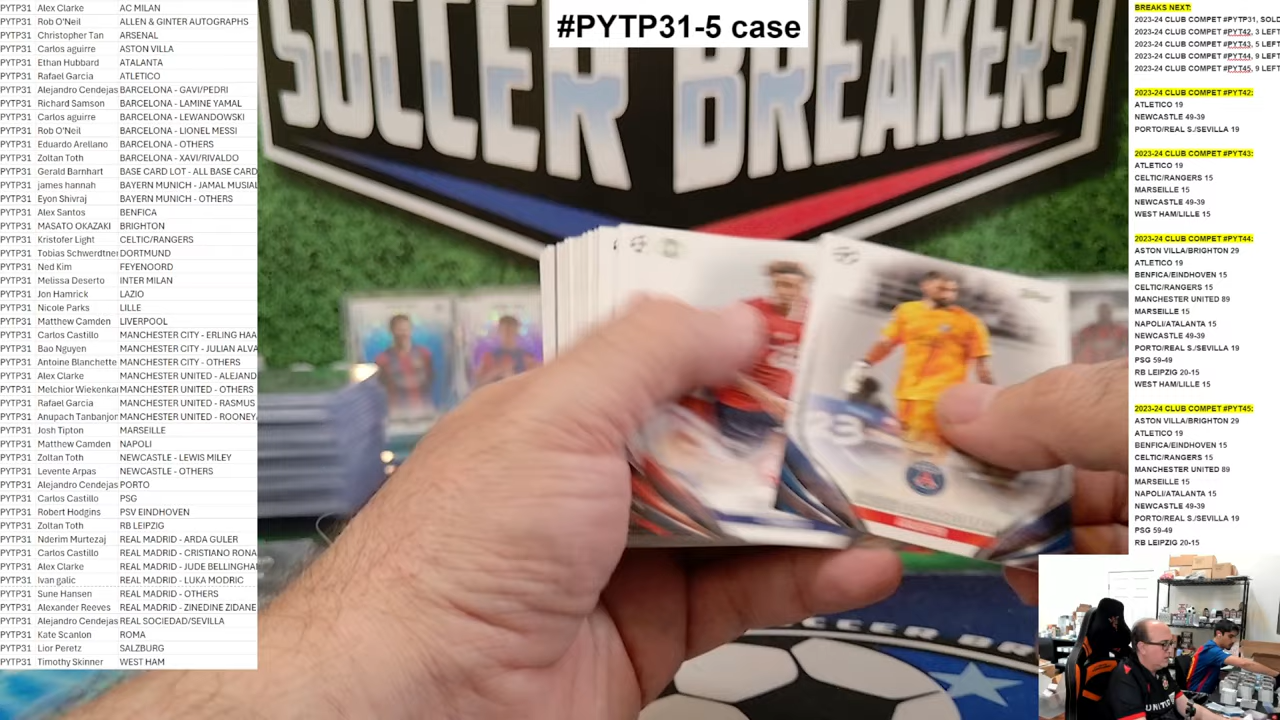 #PYTP31-5 case
SOCCER BREAKERS
PYTP31 Alex Clarke AC MILAN
PYTP31 Rob O'Neil ALLEN & GINTER AUTOGRAPHS
PYTP31 Christopher Tan ARSENAL
PYTP31 Carlos aguirre ASTON VILLA
PYTP31 Ethan Hubbard ATALANTA
PYTP31 Rafael Garcia ATLETICO
PYTP31 Alejandro Cendejas BARCELONA - GAVI/PEDRI
PYTP31 Richard Samson BARCELONA - LAMINE YAMAL
PYTP31 Carlos aguirre BARCELONA - LEWANDOWSKI
PYTP31 Rob O'Neil BARCELONA - LIONEL MESSI
PYTP31 Eduardo Arellano BARCELONA - OTHERS
PYTP31 Zoltan Toth BARCELONA - XAVI/RIVALDO
PYTP31 Gerald Barnhart BASE CARD LOT - ALL BASE CARD
PYTP31 james hannah BAYERN MUNICH - JAMAL MUSIAL
PYTP31 Eyon Shivraj BAYERN MUNICH - OTHERS
PYTP31 Alex Santos BENFICA
PYTP31 MASATO OKAZAKI BRIGHTON
PYTP31 Kristofer Light CELTIC/RANGERS
PYTP31 Tobias Schwerdtner DORTMUND
PYTP31 Ned Kim FEYENOORD
PYTP31 Melissa Deserto INTER MILAN
PYTP31 Jon Hamrick LAZIO
PYTP31 Nicole Parks LILLE
PYTP31 Matthew Camden LIVERPOOL
PYTP31 Carlos Castillo MANCHESTER CITY - ERLING HAA
PYTP31 Bao Nguyen MANCHESTER CITY - JULIAN ALVA
PYTP31 Antoine Blanchette MANCHESTER CITY - OTHERS
PYTP31 Alex Clarke MANCHESTER UNITED - ALEJAND
PYTP31 Melchior Wiekenka MANCHESTER UNITED - OTHERS
PYTP31 Rafael Garcia MANCHESTER UNITED - RASMUS
PYTP31 Anupach Tanbanjor MANCHESTER UNITED - ROONEY
PYTP31 Josh Tipton MARSEILLE
PYTP31 Matthew Camden NAPOLI
PYTP31 Zoltan Toth NEWCASTLE - LEWIS MILEY
PYTP31 Levente Arpas NEWCASTLE - OTHERS
PYTP31 Alejandro Cendejas PORTO
PYTP31 Carlos Castillo PSG
PYTP31 Robert Hodgins PSV EINDHOVEN
PYTP31 Zoltan Toth RB LEIPZIG
PYTP31 Nderim Murtezaj REAL MADRID - ARDA GULER
PYTP31 Carlos Castillo REAL MADRID - CRISTIANO RONA
PYTP31 Alex Clarke REAL MADRID - JUDE BELLINGHA
PYTP31 Ivan galic REAL MADRID - LUKA MODRIC
PYTP31 Sune Hansen REAL MADRID - OTHERS
PYTP31 Alexander Reeves REAL MADRID - ZINEDINE ZIDANE
PYTP31 Alejandro Cendejas REAL SOCIEDAD/SEVILLA
PYTP31 Kate Scanlon ROMA
PYTP31 Lior Peretz SALZBURG
PYTP31 Timothy Skinner WEST HAM
BREAKS NEXT:
2023-24 CLUB COMPET #PYTP31, SOLD
2023-24 CLUB COMPET #PYT42, 3 LEFT
2023-24 CLUB COMPET #PYT43, 5 LEFT
2023-24 CLUB COMPET #PYT44, 9 LEFT
2023-24 CLUB COMPET #PYT45, 9 LEFT
2023-24 CLUB COMPET #PYT42:
ATLETICO 19
NEWCASTLE 49-39
PORTO/REAL S./SEVILLA 19
2023-24 CLUB COMPET #PYT43:
ATLETICO 19
CELTIC/RANGERS 15
MARSEILLE 15
NEWCASTLE 49-39
WEST HAM/LILLE 15
2023-24 CLUB COMPET #PYT44:
ASTON VILLA/BRIGHTON 29
ATLETICO 19
BENFICA/EINDHOVEN 15
CELTIC/RANGERS 15
MANCHESTER UNITED 89
MARSEILLE 15
NAPOLI/ATALANTA 15
NEWCASTLE 49-39
PORTO/REAL S./SEVILLA 19
PSG 59-49
RB LEIPZIG 20-15
WEST HAM/LILLE 15
2023-24 CLUB COMPET #PYT45:
ASTON VILLA/BRIGHTON 29
ATLETICO 19
BENFICA/EINDHOVEN 15
CELTIC/RANGERS 15
MANCHESTER UNITED 89
MARSEILLE 15
NAPOLI/ATALANTA 15
NEWCASTLE 49-39
PORTO/REAL S./SEVILLA 19
PSG 59-49
RB LEIPZIG 20-15